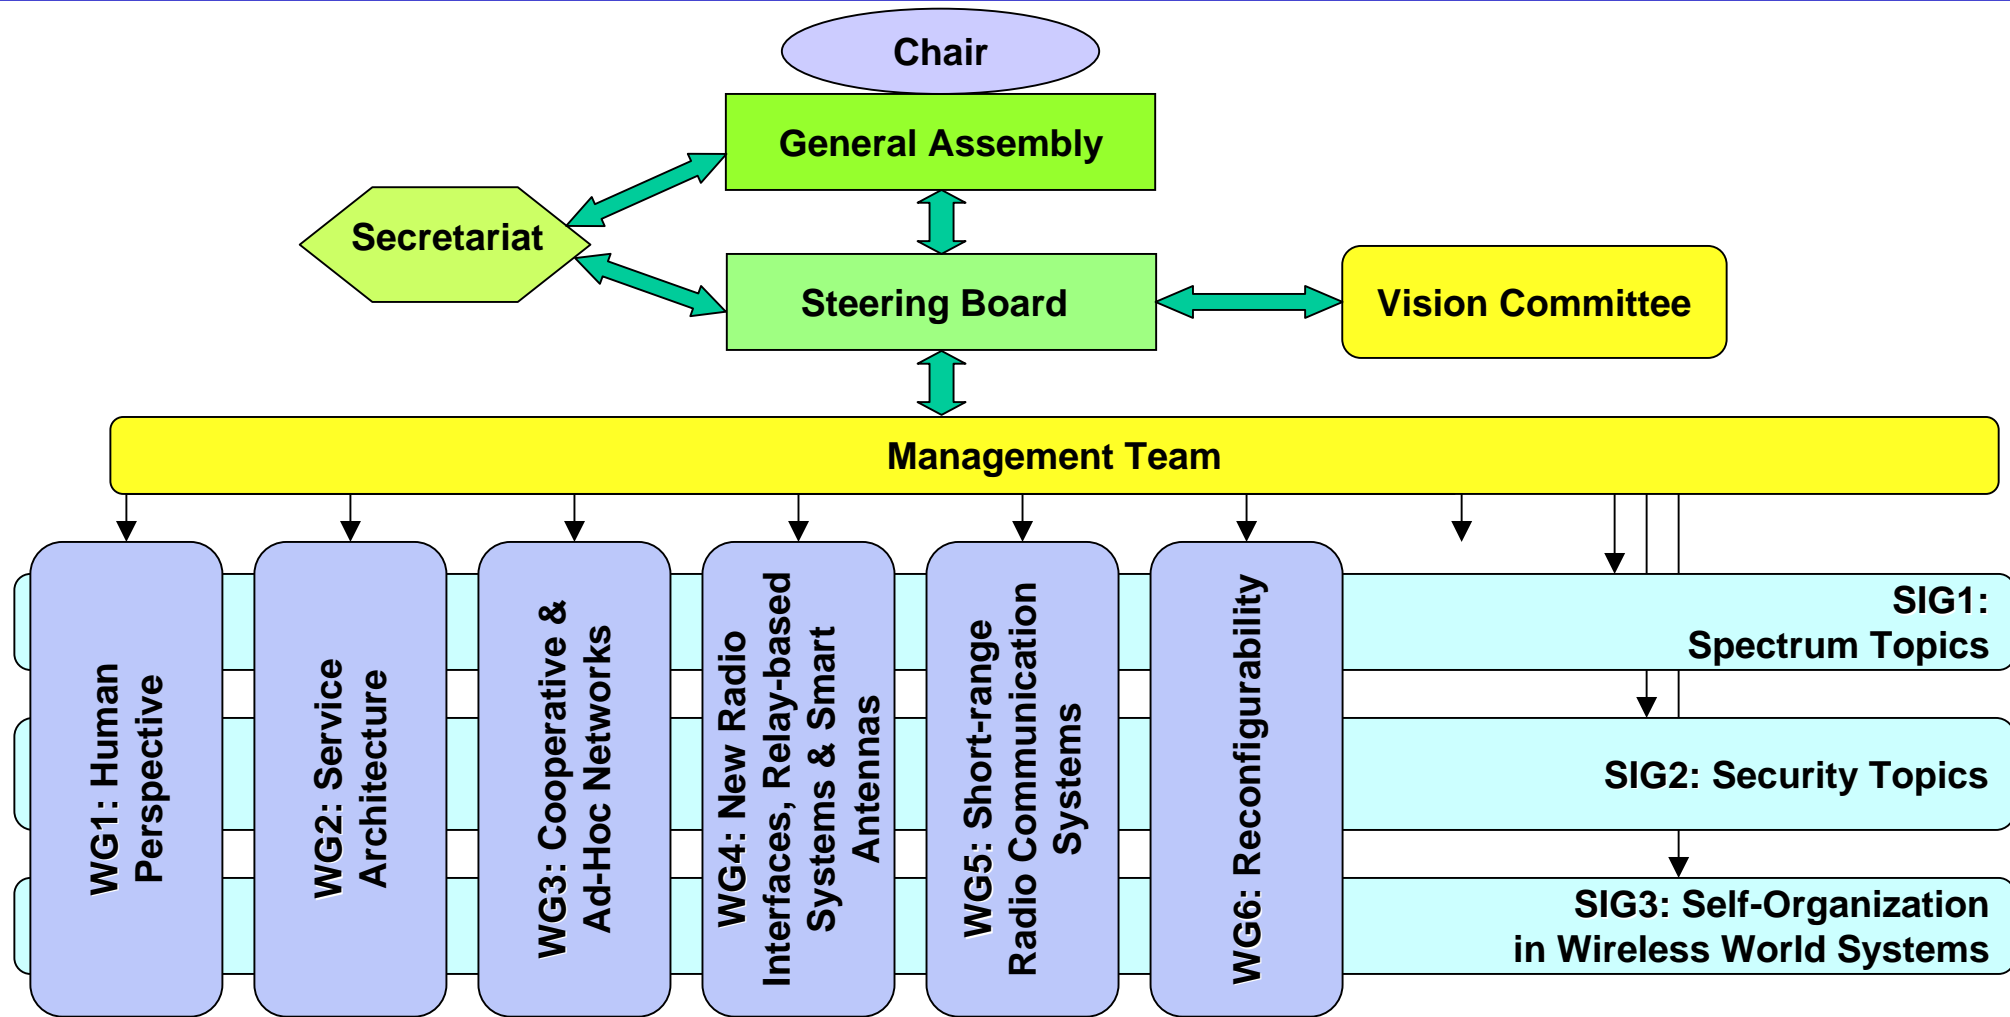 Chair
General Assembly
Secretariat
Steering Board
Vision Committee
Management Team
WG1: Human
Perspective
WG2: Service
Architecture
WG3: Cooperative &
Ad-Hoc Networks
WG4: New Radio
Interfaces, Relay-based
Systems & Smart
Antennas
WG5: Short-range
Radio Communication
Systems
WG6: Reconfigurability
SIG1:
Spectrum Topics
SIG2: Security Topics
SIG3: Self-Organization
in Wireless World Systems